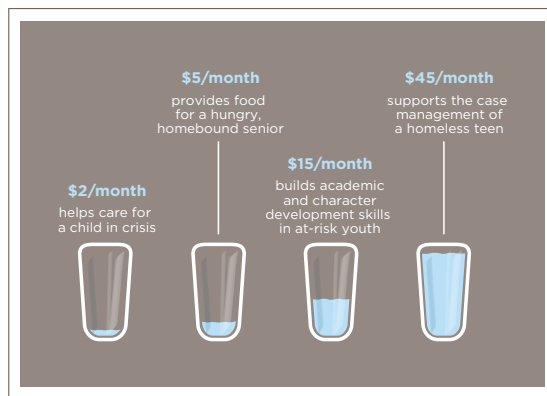 $2/month
helps care for
a child in crisis
$5/month
provides food
for a hungry,
homebound senior
$15/month
builds academic
and character
development skills
in at-risk youth
$45/month
supports the case
management of
a homeless teen